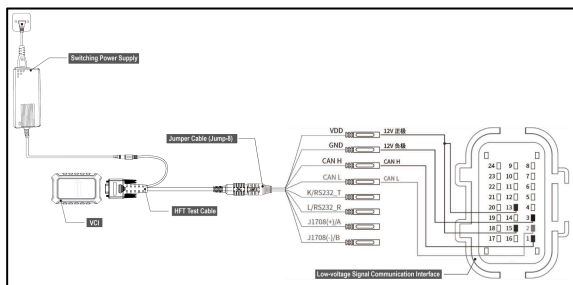 Switching Power Supply
Jumper Cable (Jump-8)
HFT Test Cable
VCI
VDD
GND
CAN H
CAN L
K/RS232_T
L/RS232_R
J1708(+)/A
J1708(-)/B
12V 正极
12V 负极
CAN H
CAN L
24 9 8
23 10 7
22 11 6
21 12 5
20 13 4
19 14 3
18 15 2
17 16 1
Low-voltage Signal Communication Interface